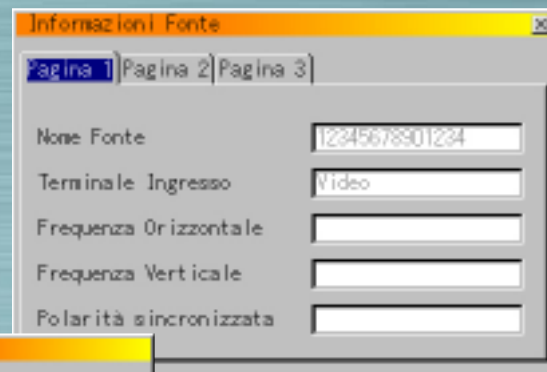 Informazioni Fonte
Pagina 1 Pagina 2 Pagina 3
Nome Fonte 12345678901234
Terminale Ingresso Video
Frequenza Orizzontale
Frequenza Verticale
Polarità sincronizzata